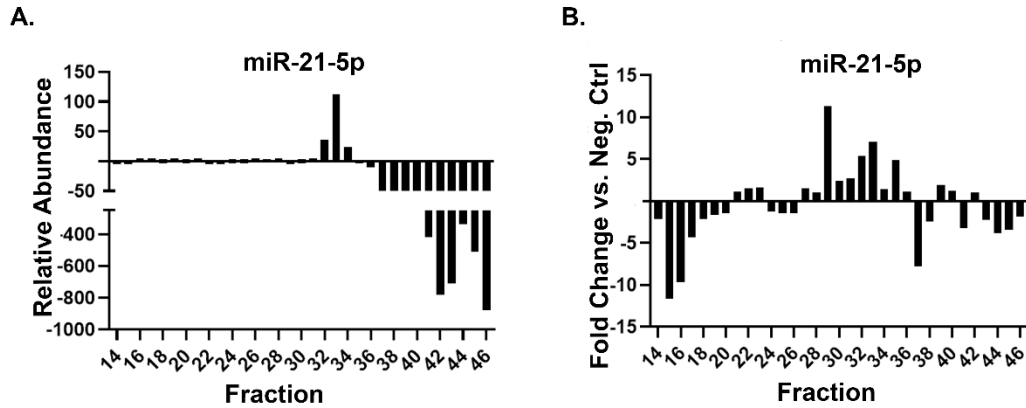 A.
miR-21-5p
Relative Abundance
150
100
50
-50
-400
-600
-800
-1000
14 16 18 20 22 24 26 28 30 32 34 36 38 40 42 44 46
Fraction
B.
miR-21-5p
Fold Change vs. Neg. Ctrl
15
10
5
0
-5
-10
-15
14 16 18 20 22 24 26 28 30 32 34 36 38 40 42 44 46
Fraction